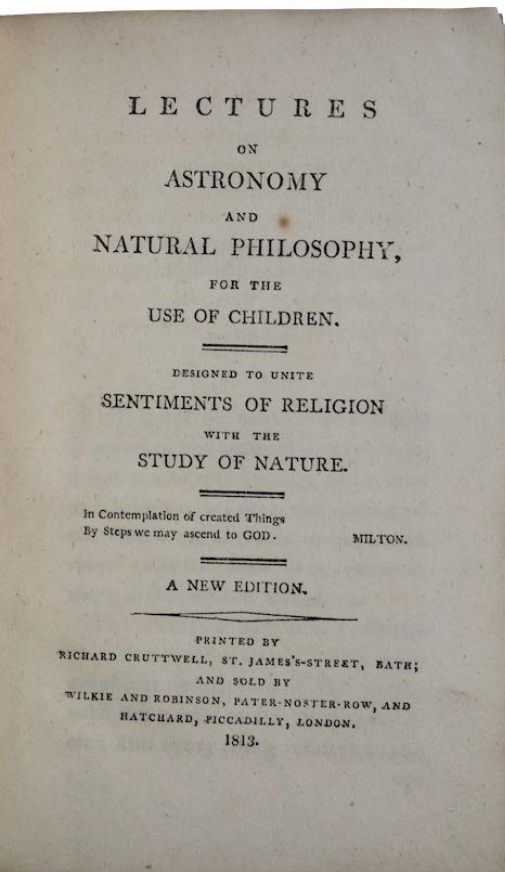 LECTURES
ON
ASTRONOMY
AND
NATURAL PHILOSOPHY,
FOR THE
USE OF CHILDREN.
DESIGNED TO UNITE
SENTIMENTS OF RELIGION
WITH THE
STUDY OF NATURE.
In Contemplation of created Things
By Steps we may ascend to GOD. MILTON.
A NEW EDITION.
PRINTED BY
RICHARD CRUTTWELL, ST. JAMES'S-STREET, BATH;
AND SOLD BY
WILKIE AND ROBINSON, PATER-NOSTER-ROW, AND
HATCHARD, PICCADILLY, LONDON.
1813.